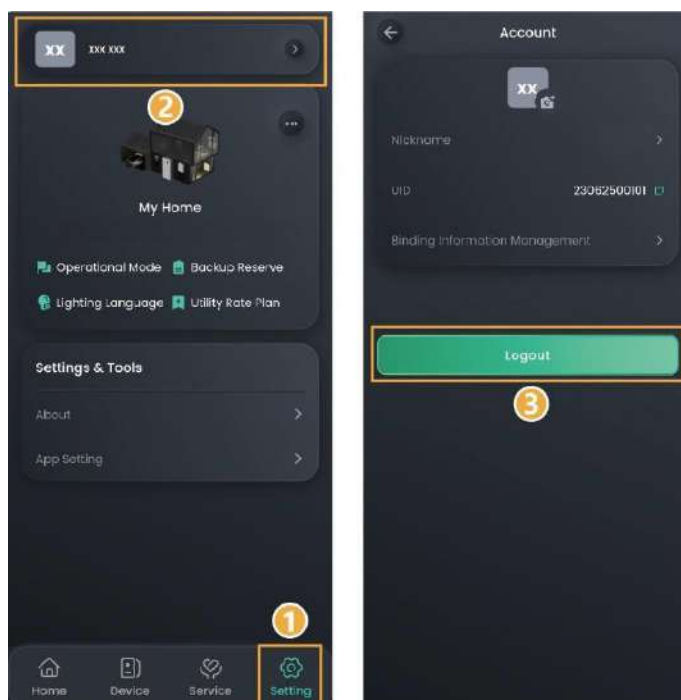 XX
XXX XXX
2
My Home
Operational Mode
Backup Reserve
Lighting Language
Utility Rate Plan
Settings & Tools
About
App Setting
1
Home
Device
Service
Setting
Account
XX
Nickname
UID
23062500101
Binding Information Management
Logout
3